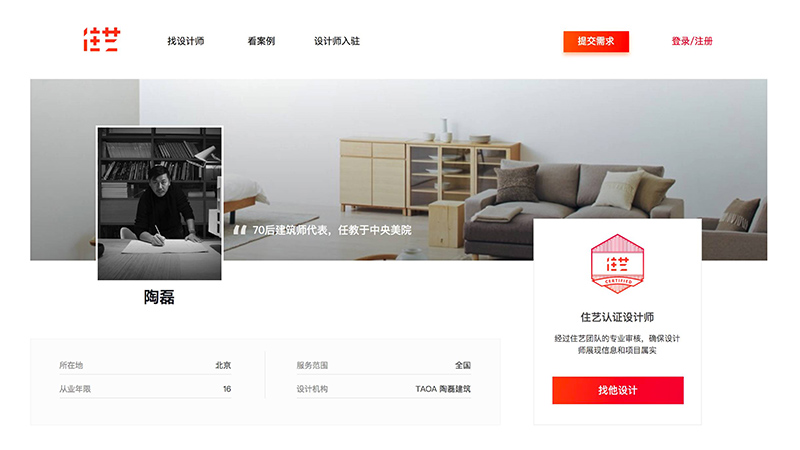 住艺
找设计师
看案例
设计师入驻
提交需求
登录/注册
70后建筑师代表，任教于中央美院
陶磊
所在地
北京
服务范围
全国
从业年限
16
设计机构
TAOA 陶磊建筑
住艺
CERTIFIED
住艺认证设计师
经过住艺团队的专业审核，确保设计
师展现信息和项目属实
找他设计